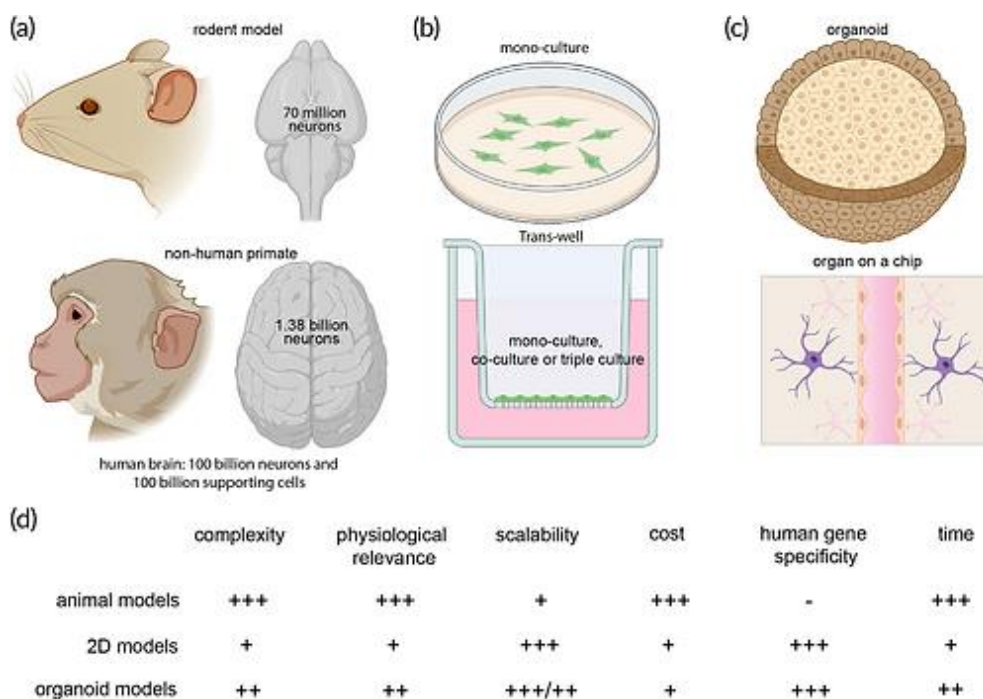 (a)
rodent model
70 million
neurons
non-human primate
1.38 billion
neurons
human brain: 100 billion neurons and
100 billion supporting cells
(b)
mono-culture
Trans-well
mono-culture,
co-culture or triple culture
(c)
organoid
organ on a chip
(d)
complexity physiological relevance scalability cost human gene specificity time
animal models +++ +++ + +++ - +++
2D models + + +++ + +++ +
organoid models ++ ++ +++/++ + +++ ++